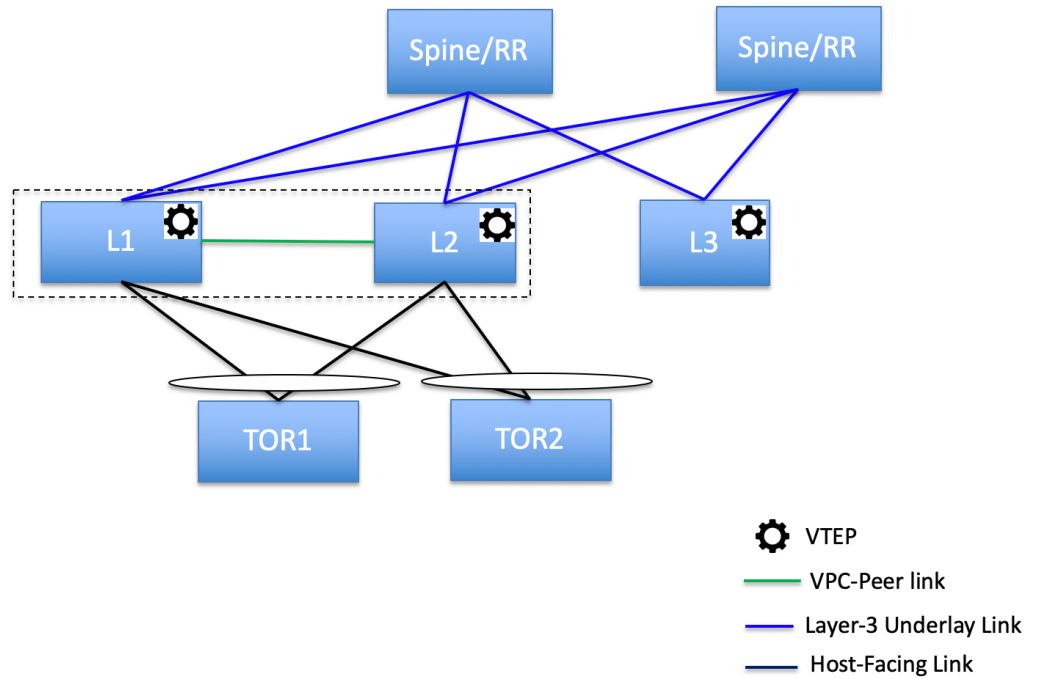 Spine/RR
Spine/RR
L1
L2
L3
TOR1
TOR2
VTEP
VPC-Peer link
Layer-3 Underlay Link
Host-Facing Link